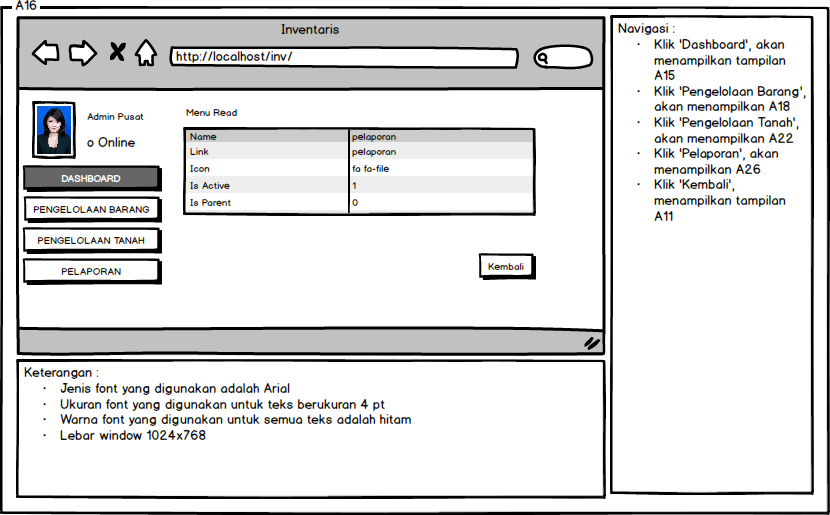 A16
Inventaris
http://localhost/inv/
Admin Pusat
o Online
DASHBOARD
PENGELOLAAN BARANG
PENGELOLAAN TANAH
PELAPORAN
Menu Read
Name pelaporan
Link pelaporan
Icon fa fa-file
Is Active 1
Is Parent 0
Kembali
Navigasi :
· Klik 'Dashboard', akan
menampilkan tampilan
A15
· Klik 'Pengelolaan Barang',
akan menampilkan A18
· Klik 'Pengelolaan Tanah',
akan menampilkan A22
· Klik 'Pelaporan', akan
menampilkan A26
· Klik 'Kembali',
menampilkan tampilan
A11
Keterangan :
· Jenis font yang digunakan adalah Arial
· Ukuran font yang digunakan untuk teks berukuran 4 pt
· Warna font yang digunakan untuk semua teks adalah hitam
· Lebar window 1024x768